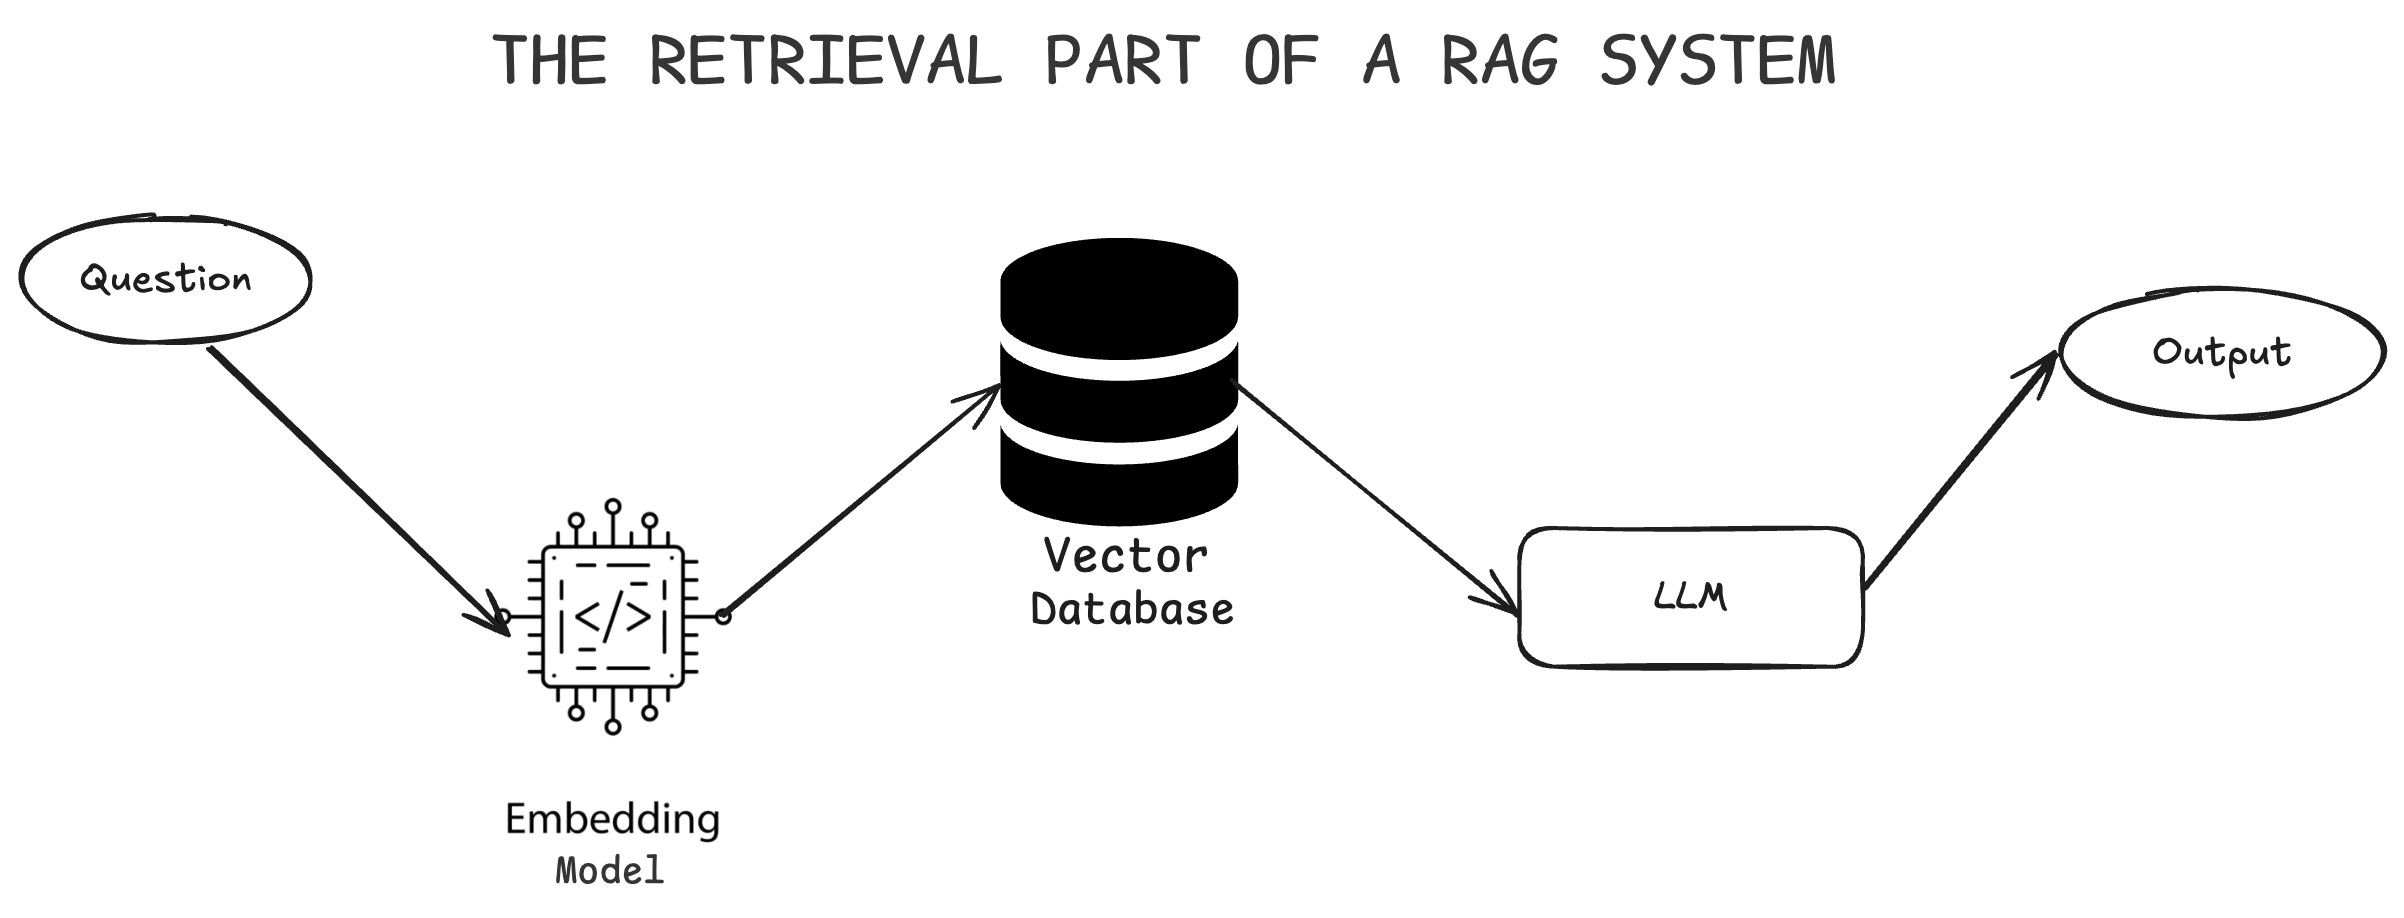 THE RETRIEVAL PART OF A RAG SYSTEM
Question
</>
Embedding
Model
Vector
Database
LLM
Output